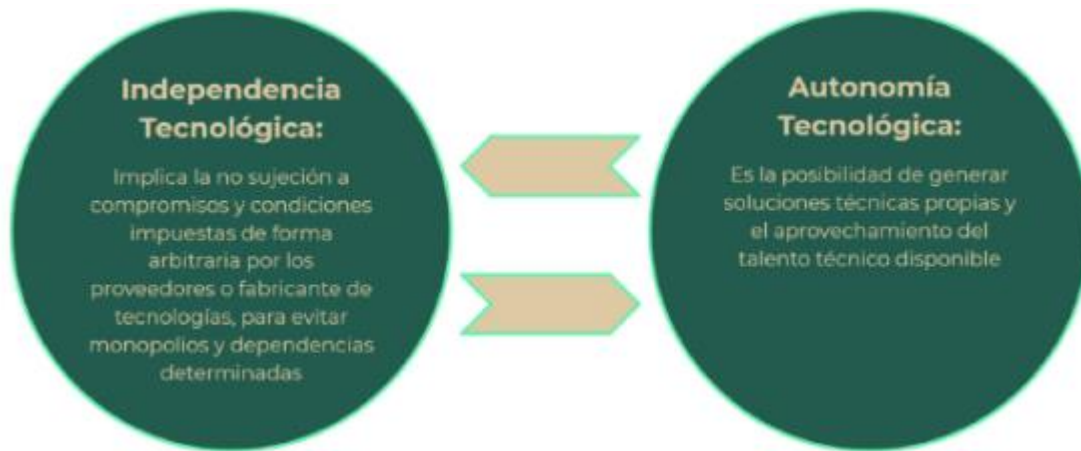 Independencia
Tecnológica:
Implica la no sujeción a
compromisos y condiciones
impuestas de forma
arbitraria por los
proveedores o fabricante de
tecnologías, para evitar
monopolios y dependencias
determinadas
Autonomía
Tecnológica:
Es la posibilidad de generar
soluciones técnicas propias y
el aprovechamiento del
talento técnico disponible